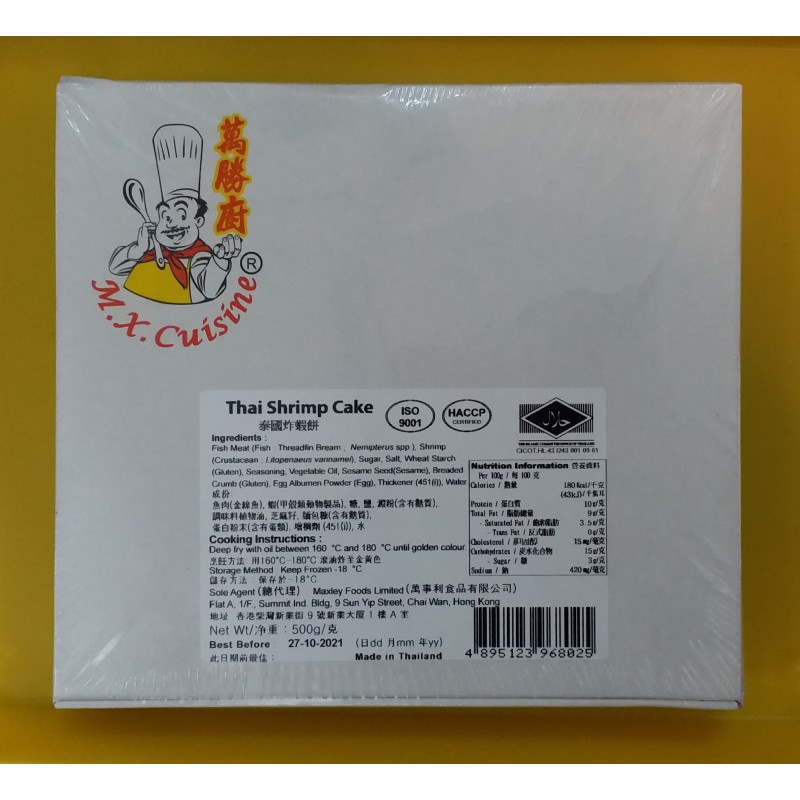 萬勝廚
M.X. Cuisine®
Thai Shrimp Cake
泰國炸蝦餅
ISO
9001
HACCP
CERTIFIED
CICOT.HL.43 (243 001 09 61
Ingredients :
Fish Meat (Fish : Threadfin Bream ; Nemipterus spp ), Shrimp
(Crustacean ; Litopenaeus vannamei), Sugar, Salt, Wheat Starch
(Gluten), Seasoning, Vegetable Oil, Sesame Seed(Sesame), Breaded
Crumb (Gluten), Egg Albumen Powder (Egg), Thickener (451(i)), Water
成份
魚肉(金線魚), 蝦(甲殼類動物製品), 糖, 鹽, 澱粉(含有麩質),
調味料植物油, 芝麻籽, 麵包糠(含有麩質),
蛋白粉末(含有蛋類), 增稠劑 (451(i)), 水
Cooking Instructions :
Deep fry with oil between 160 °C and 180 °C until golden colour.
烹飪方法: 用160°C-180°C 滾油炸至金黃色
Storage Method : Keep Frozen -18 °C
儲存方法 : 保存於 -18°C
Sole Agent (總代理) Maxley Foods Limited (萬事利食品有限公司)
Flat A, 1/F., Summit Ind. Bldg, 9 Sun Yip Street, Chai Wan, Hong Kong
地址 : 香港柴灣新業街 9 號新業大廈 1 樓 A 室
Net Wt/净重 : 500g/克
Best Before : 27-10-2021 (日dd 月mm 年yy)
此日期前最佳 : Made in Thailand
Nutrition Information 營養資料
Per 100g / 每 100 克
Calories / 熱量 180 Kcal/千卡
Protein / 蛋白質 10 g/克
Total Fat / 脂肪總量 9 g/克
- Saturated Fat / 飽和脂肪 3.5 g/克
- Trans Fat / 反式脂肪 0 g/克
Cholesterol / 膽固醇 15 mg/毫克
Carbohydrates / 炭水化合物 15 g/克
- Sugar / 糖 3 g/克
Sodium / 鈉 420 mg/毫克
4 895123 968025